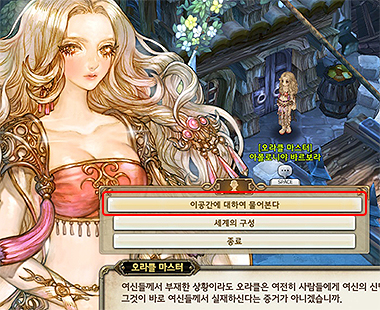 [오라클 마스터]
아폴로니아 바르보라
SPACE
이공간에 대하여 물어본다
세계의 구성
종료
오라클 마스터
여신들께서 부재한 상황이라도 오라클은 여전히 사람들에게 여신의 신
그것이 바로 여신들께서 실재하신다는 증거가 아니겠습니까.